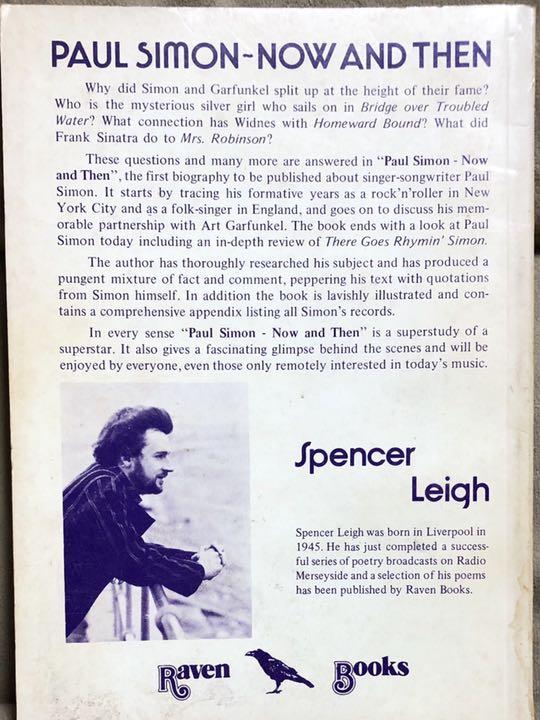 PAUL SIMON~NOW AND THEN
Why did Simon and Garfunkel split up at the height of their fame?
Who is the mysterious silver girl who sails on in Bridge over Troubled
Water? What connection has Widnes with Homeward Bound? What did
Frank Sinatra do to Mrs. Robinson?
These questions and many more are answered in "Paul Simon - Now
and Then", the first biography to be published about singer-songwriter Paul
Simon. It starts by tracing his formative years as a rock'n'roller in New
York City and as a folk-singer in England, and goes on to discuss his mem-
orable partnership with Art Garfunkel. The book ends with a look at Paul
Simon today including an in-depth review of There Goes Rhymin' Simon.
The author has thoroughly researched his subject and has produced a
pungent mixture of fact and comment, peppering his text with quotations
from Simon himself. In addition the book is lavishly illustrated and con-
tains a comprehensive appendix listing all Simon's records.
In every sense "Paul Simon - Now and Then" is a superstudy of a
superstar. It also gives a fascinating glimpse behind the scenes and will be
enjoyed by everyone, even those only remotely interested in today's music.
Spencer
Leigh
Spencer Leigh was born in Liverpool in
1945. He has just completed a success-
ful series of poetry broadcasts on Radio
Merseyside and a selection of his poems
has been published by Raven Books.
Raven Books